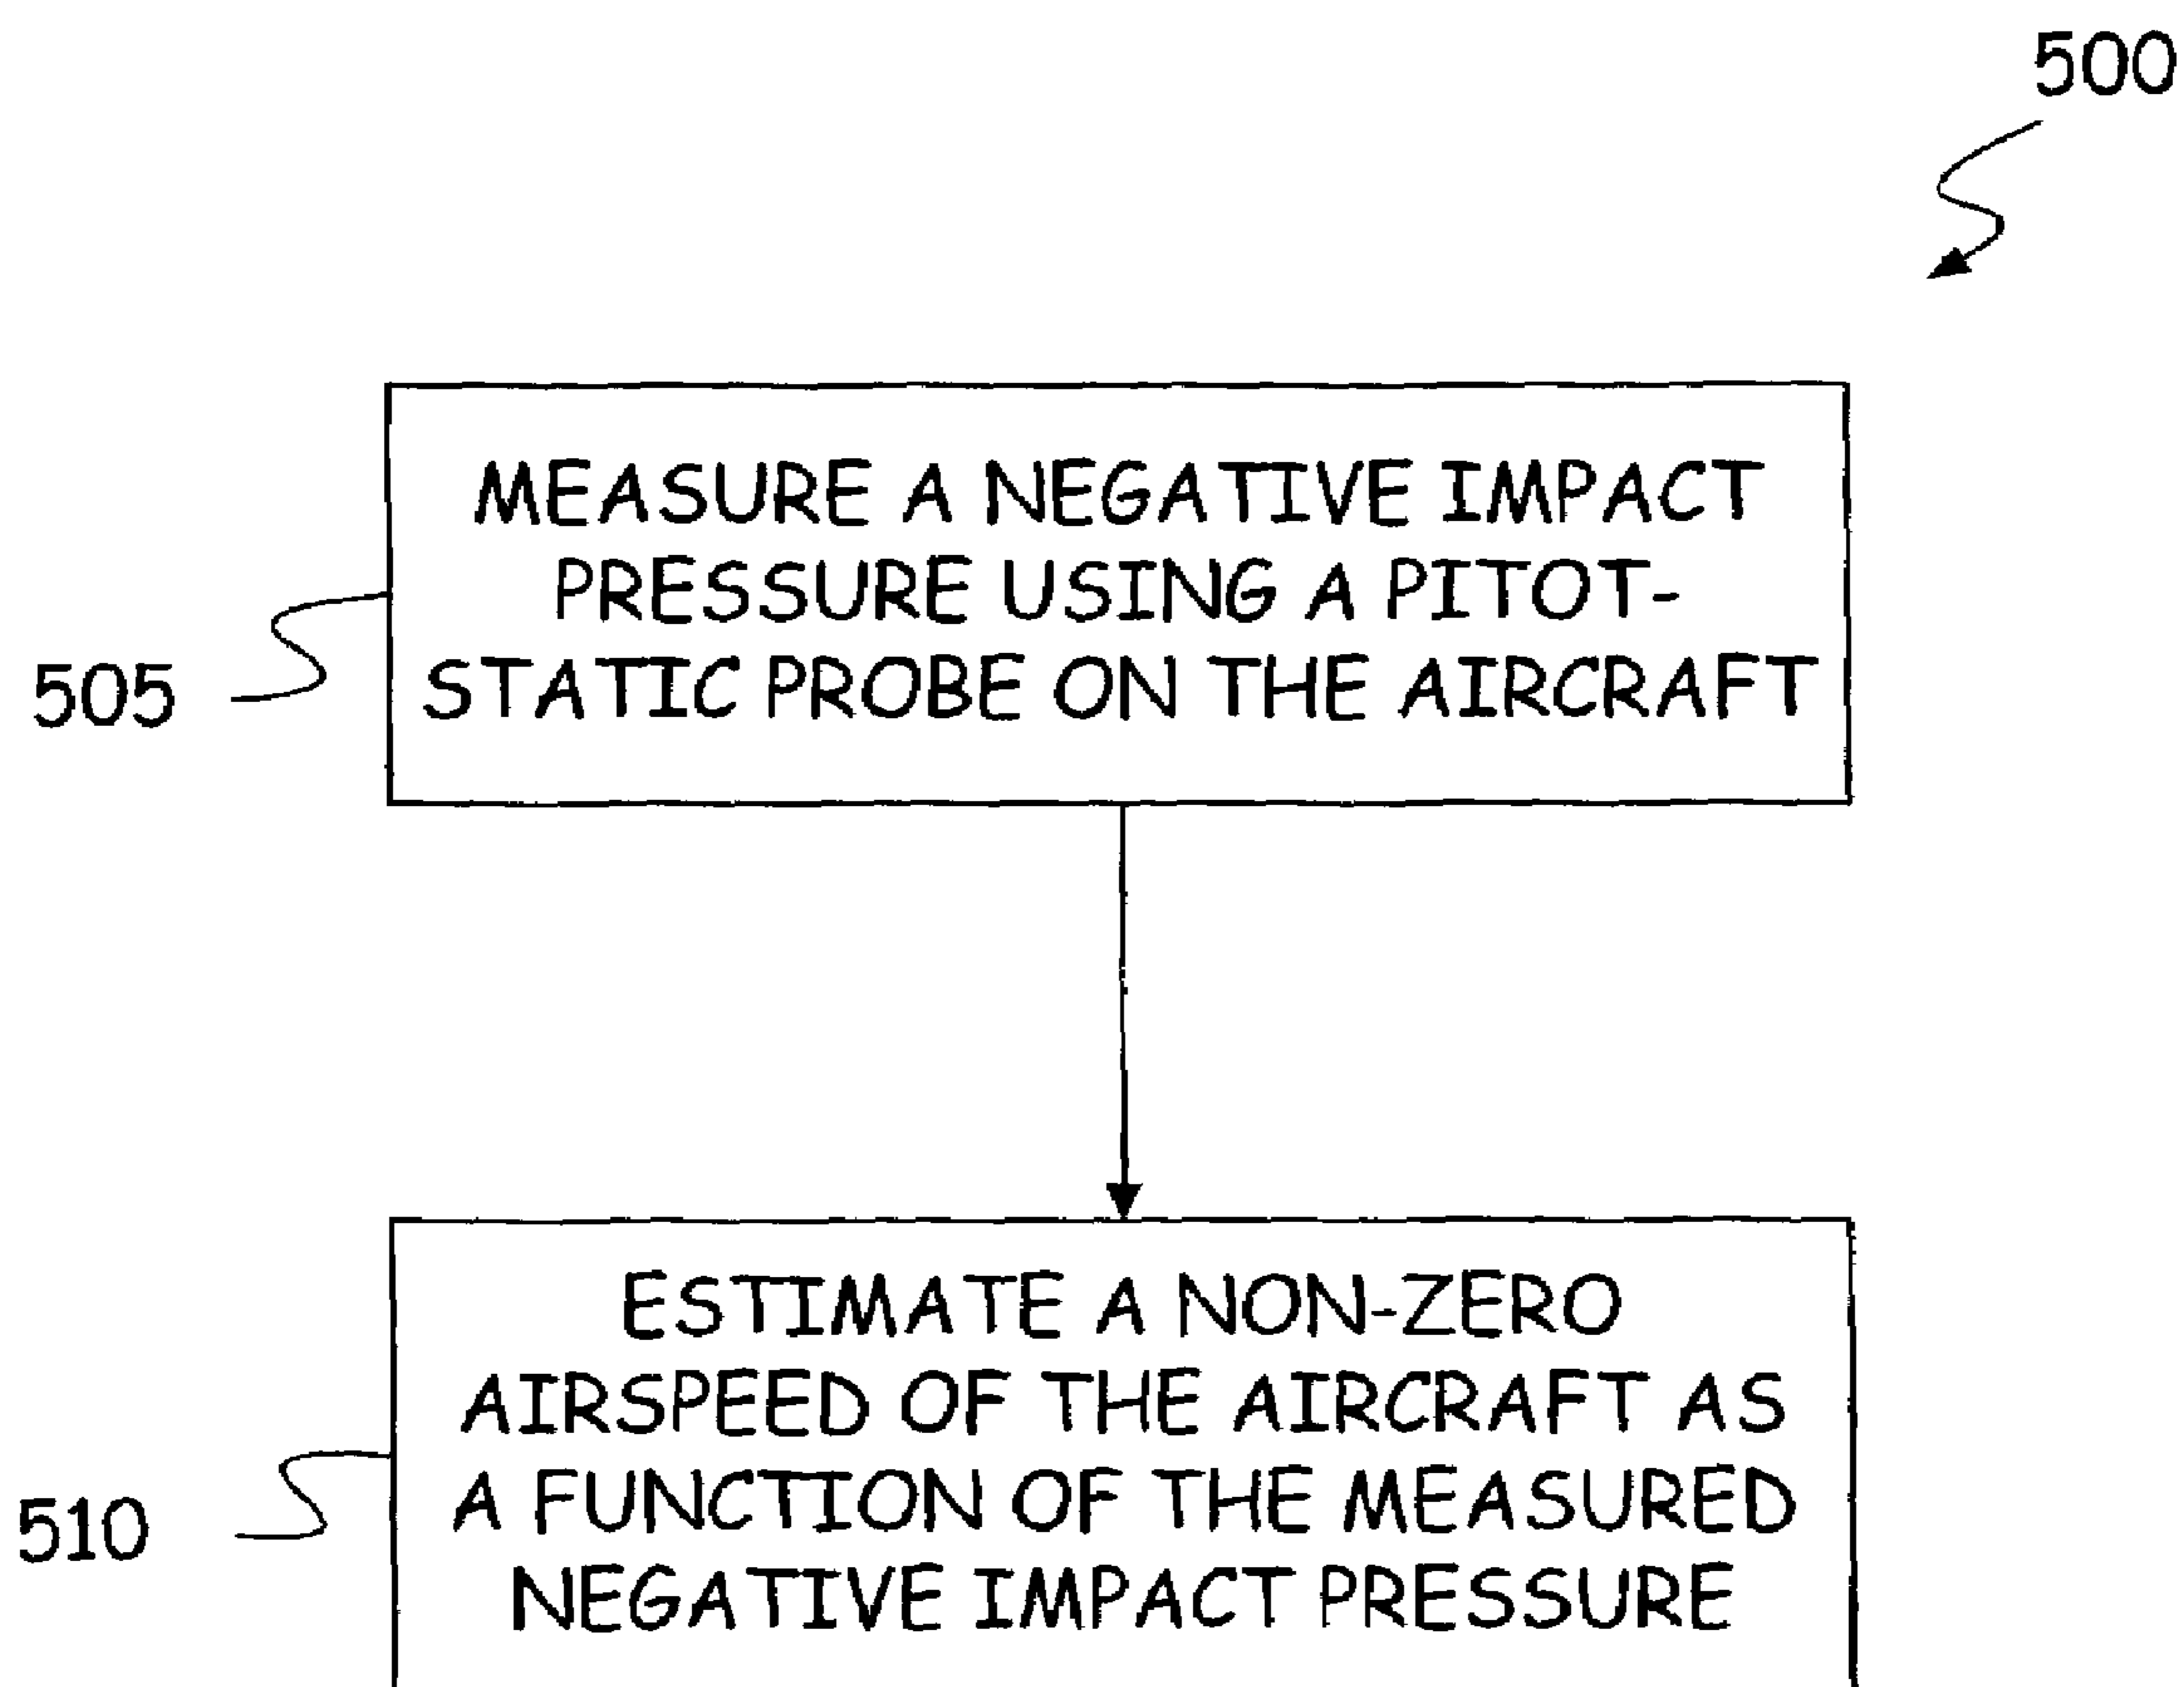 500
MEASURE A NEGATIVE IMPACT
PRESSURE USING A PITOT-
STATIC PROBE ON THE AIRCRAFT
505
ESTIMATE A NON-ZERO
AIRSPEED OF THE AIRCRAFT AS
A FUNCTION OF THE MEASURED
NEGATIVE IMPACT PRESSURE
510